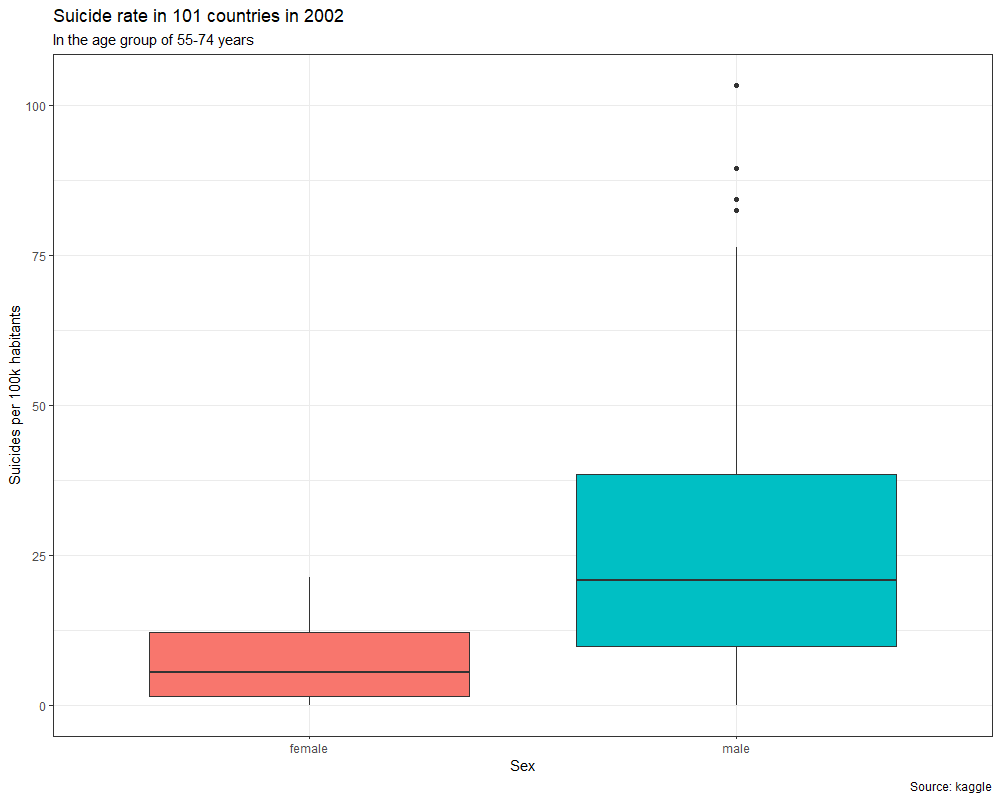 Suicide rate in 101 countries in 2002
In the age group of 55-74 years
Suicides per 100k habitants
100
75
50
25
0
female
male
Sex
Source: kaggle